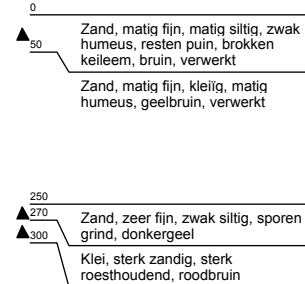 0
Zand, matig fijn, matig siltig, zwak
humeus, resten puin, brokken
keileem, bruin, verwerkt
50
Zand, matig fijn, kleiïg, matig
humeus, geelbruin, verwerkt
250
270
Zand, zeer fijn, zwak siltig, sporen
grind, donkergeel
300
Klei, sterk zandig, sterk
roesthoudend, roodbruin